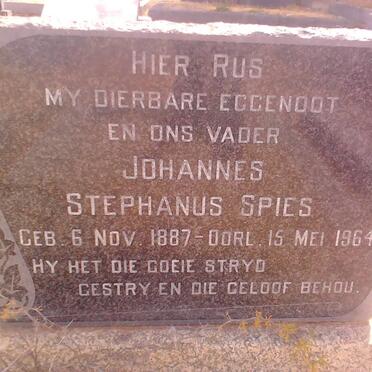 HIER RUS
MY DIERBARE EGGENOOT
EN ONS VADER
JOHANNES
STEPHANUS SPIES
GEB. 6 NOV. 1887 - OORL. 15 MEI 1964
HY HET DIE GOEIE STRYD
GESTRY EN DIE GELOOF BEHOU.